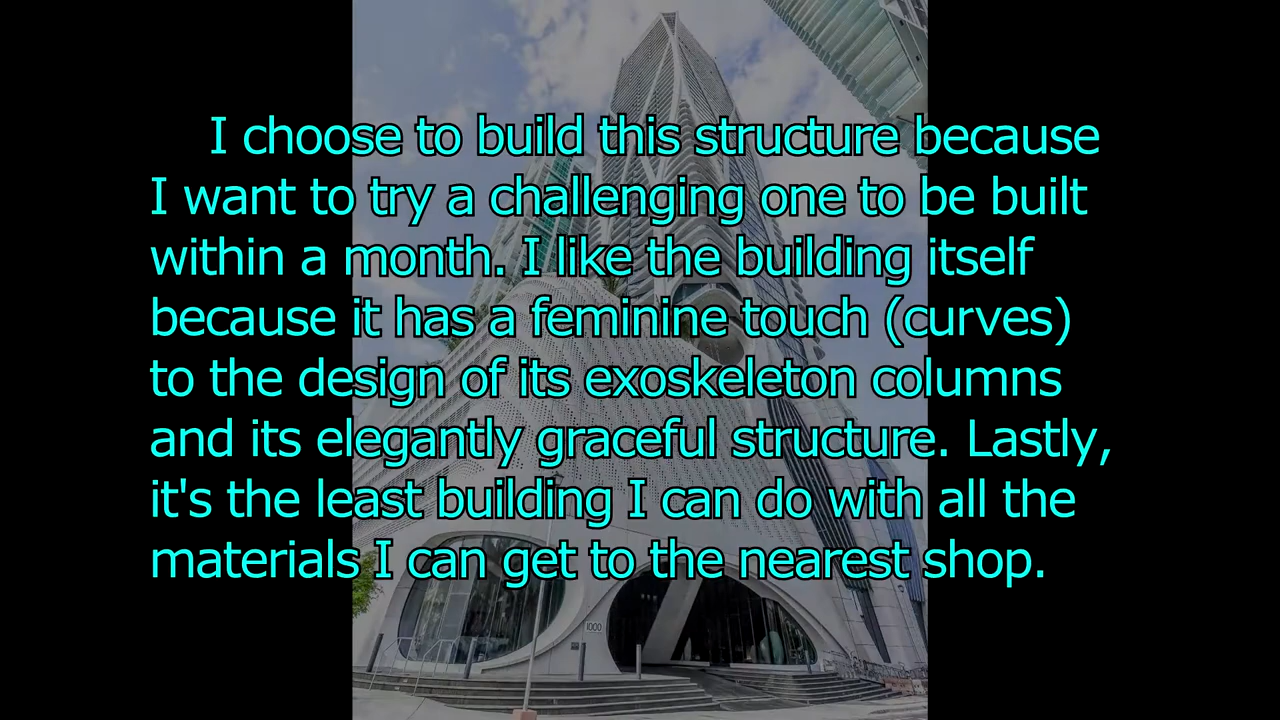 I choose to build this structure because
I want to try a challenging one to be built
within a month. I like the building itself
because it has a feminine touch (curves)
to the design of its exoskeleton columns
and its elegantly graceful structure. Lastly,
it's the least building I can do with all the
materials I can get to the nearest shop.
1000